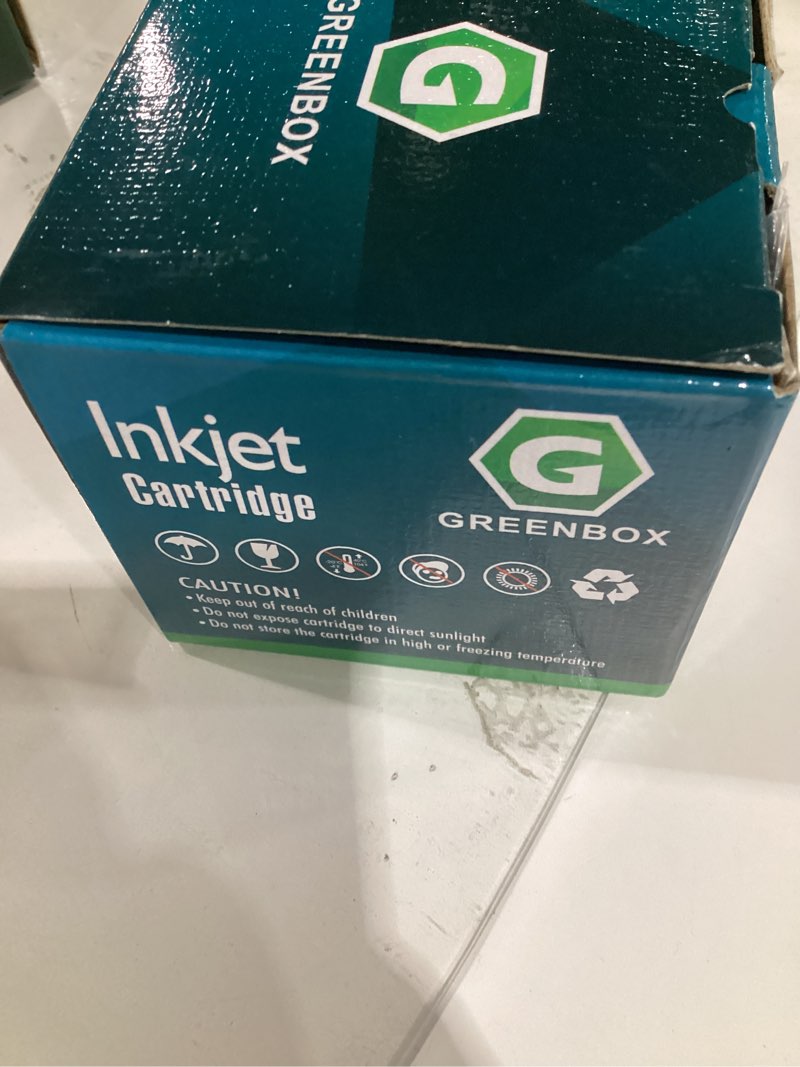 GREENBOX
G
Inkjet
Cartridge
G
GREENBOX
CAUTION!
• Keep out of reach of children
• Do not expose cartridge to direct sunlight
• Do not store the cartridge in high or freezing temperature